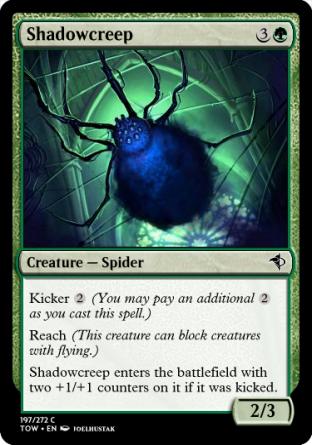 Shadowcreep 3
Creature — Spider
Kicker 2 (You may pay an additional 2
as you cast this spell.)
Reach (This creature can block creatures
with flying.)
Shadowcreep enters the battlefield with
two +1/+1 counters on it if it was kicked.
2/3
197/272 C
TOW • EN JOELHUSTAK